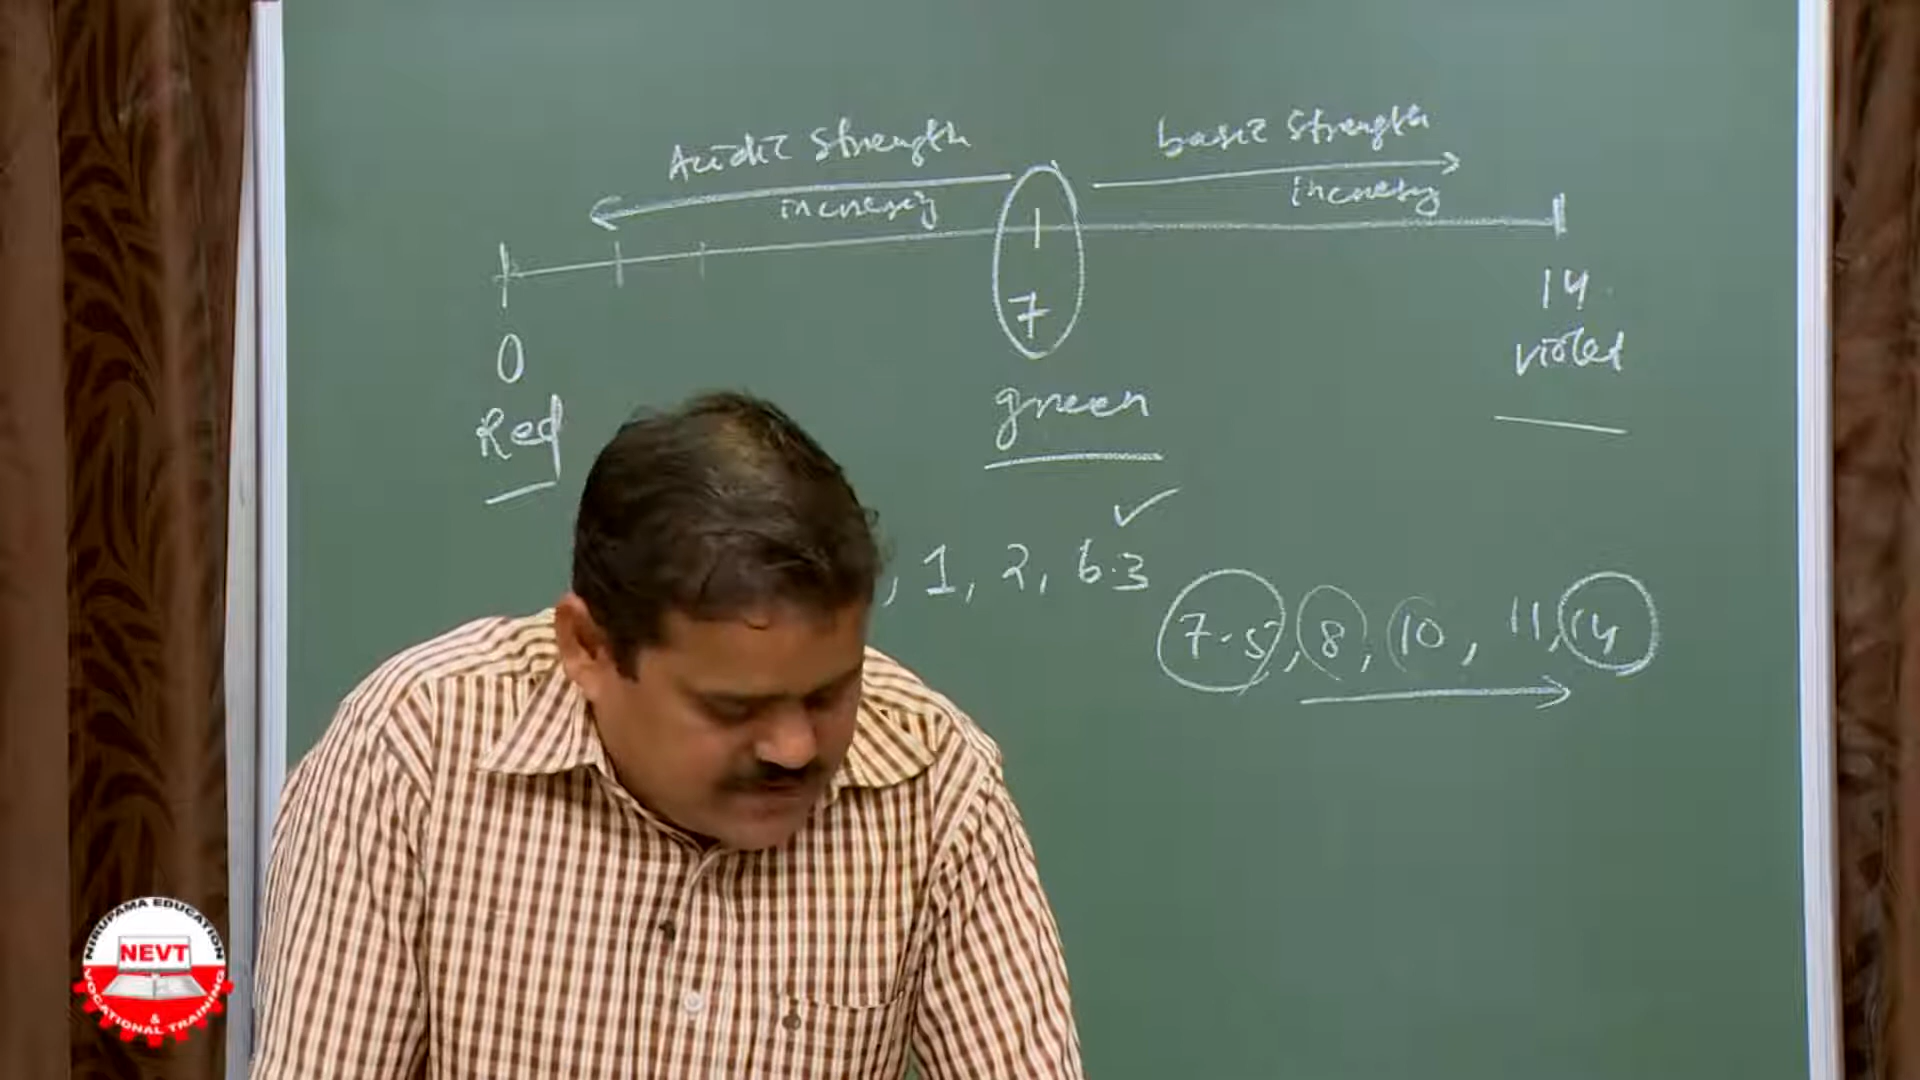 Acidic Strength
increasing
basic Strength
increasing
0
7
14
Red
green
violet
, 1, 2, 6.3
7.5, 8, 10, 11, 14
NIRUPAMA EDUCATION
NEVT
&
VOCATIONAL TRAINING